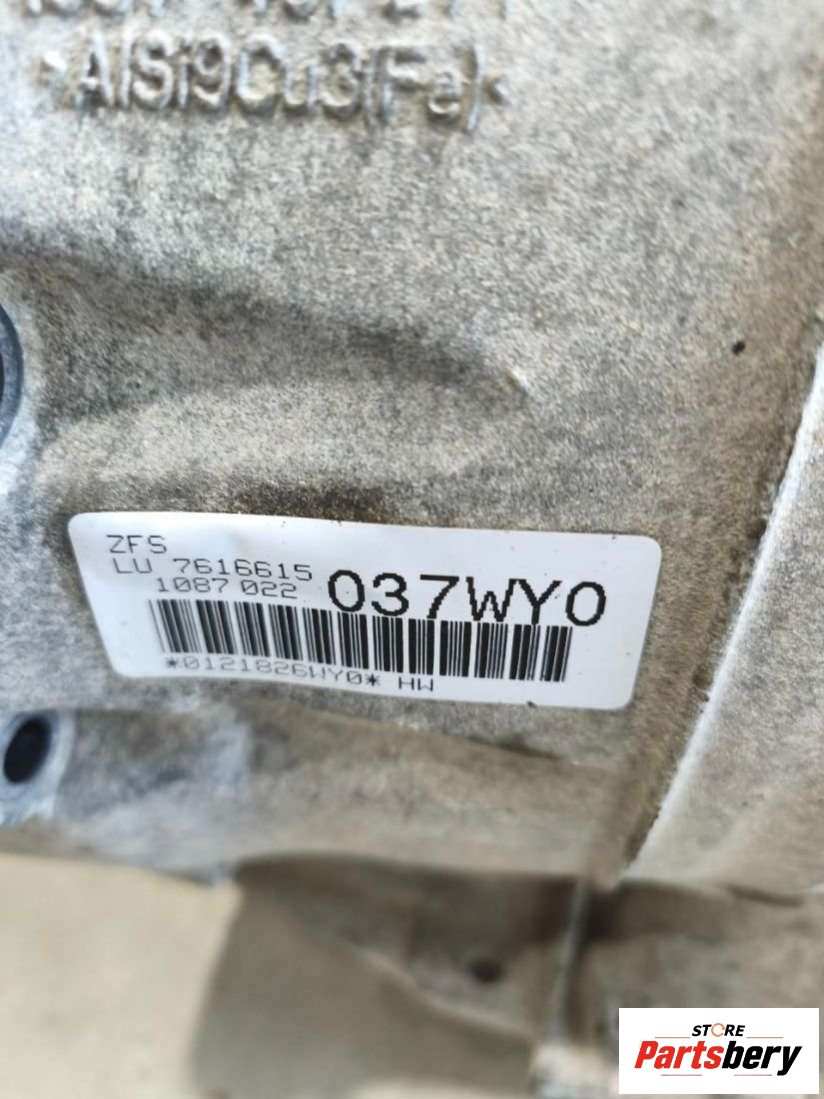 AlSi9Cu3(Fe)
ZFS
LU 7616615
1087 022
037WY0
*0121826WY0* HW
STORE
Partsbery